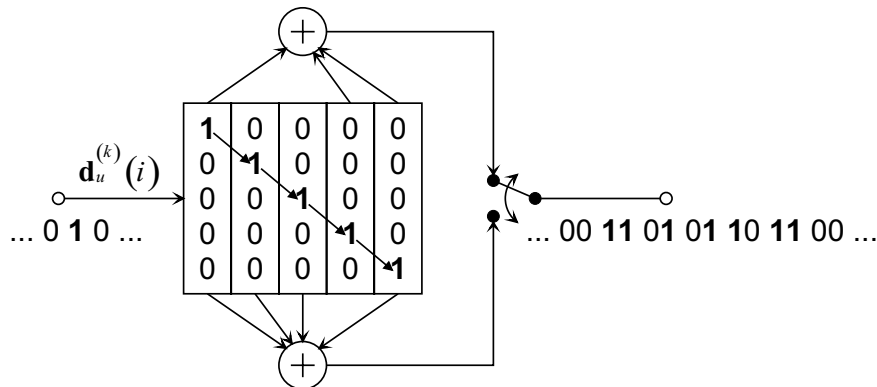 +
1 0 0 0 0
0 1 0 0 0
0 0 1 0 0
0 0 0 1 0
0 0 0 0 1
d_u^(k)(i)
... 0 1 0 ...
... 00 11 01 01 10 11 00 ...
+